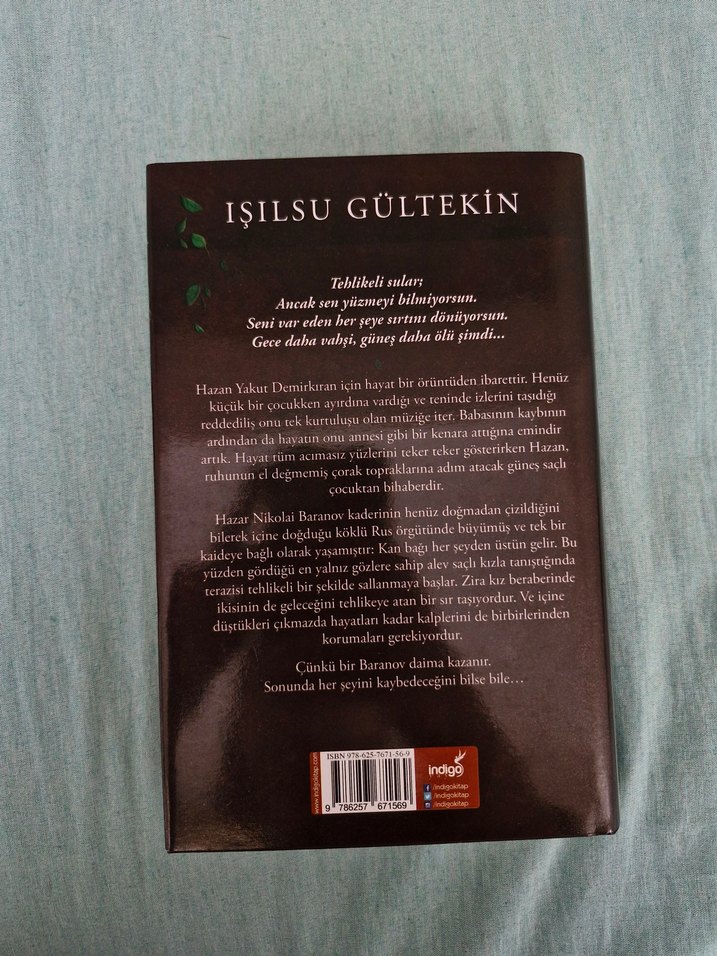 IŞILSU GÜLTEKİN
Tehlikeli sular;
Ancak sen yüzmeyi bilmiyorsun.
Seni var eden her şeye sırtını dönüyorsun.
Gece daha vahşi, güneş daha ölü şimdi...
Hazan Yakut Demirkıran için hayat bir örüntüden ibarettir. Henüz
küçük bir çocukken ayırdına vardığı ve teninde izlerini taşıdığı
reddediliş onu tek kurtuluşu olan müziğe iter. Babasının kaybının
ardından da hayatın onu annesi gibi bir kenara attığına emindir
artık. Hayat tüm acımasız yüzlerini teker teker gösterirken Hazan,
ruhunun el değmemiş çorak topraklarına adım atacak güneş saçlı
çocuktan bihaberdir.
Hazar Nikolai Baranov kaderinin henüz doğmadan çizildiğini
bilerek içine doğduğu köklü Rus örgütünde büyümüş ve tek bir
kaideye bağlı olarak yaşamıştır: Kan bağı her şeyden üstün gelir. Bu
yüzden gördüğü en yalnız gözlere sahip alev saçlı kızla tanıştığında
terazisi tehlikeli bir şekilde sallanmaya başlar. Zira kız beraberinde
ikisinin de geleceğini tehlikeye atan bir sır taşıyordur. Ve içine
düştükleri çıkmazda hayatları kadar kalplerini de birbirlerinden
korumaları gerekiyordur.
Çünkü bir Baranov daima kazanır.
Sonunda her şeyini kaybedeceğini bilse bile…
www.indigokitap.com
ISBN 978-625-7671-56-9
9 786257 671569
indigo
/indigokitap
/indigokitap
/indigokitap